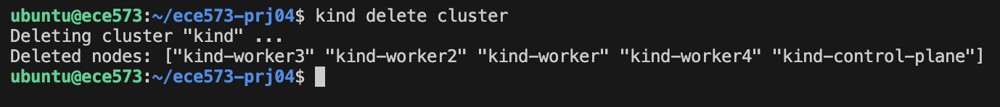 ubuntu@ece573:~/ece573-prj04$ kind delete cluster
Deleting cluster "kind" ...
Deleted nodes: ["kind-worker3" "kind-worker2" "kind-worker" "kind-worker4" "kind-control-plane"]
ubuntu@ece573:~/ece573-prj04$